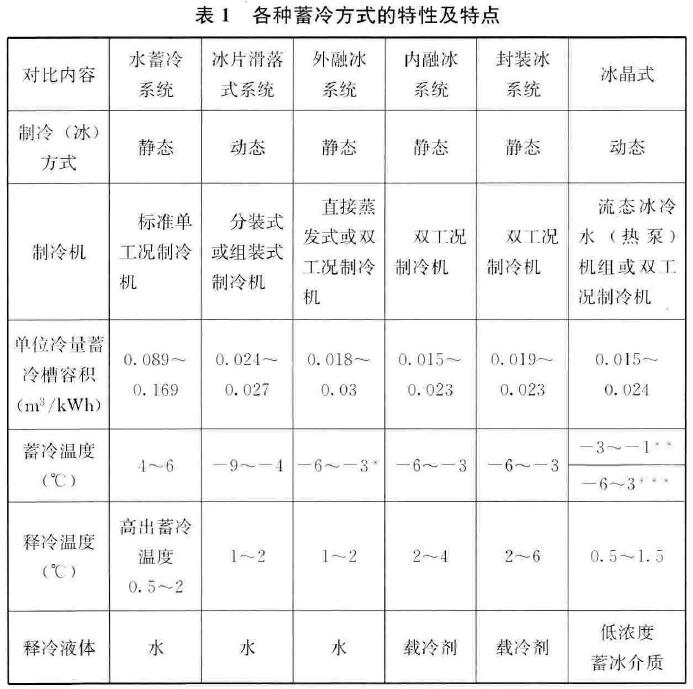 表 1 各种蓄冷方式的特性及特点
对比内容 水蓄冷系统 冰片滑落式系统 外融冰系统 内融冰系统 封装冰系统 冰晶式
制冷（冰）方式 静态 动态 静态 静态 静态 动态
制冷机 标准单工况制冷机 分装式或组装式制冷机 直接蒸发式或双工况制冷机 双工况制冷机 双工况制冷机 流态冰冷水（热泵）机组或双工况制冷机
单位冷量蓄冷槽容积（m³/kWh） 0.089～0.169 0.024～0.027 0.018～0.03 0.015～0.023 0.019～0.023 0.015～0.024
蓄冷温度（℃） 4～6 －9～－4 －6～－3* －6～－3 －6～－3 －3～－1**
－6～3***
释冷温度（℃） 高出蓄冷温度0.5～2 1～2 1～2 2～4 2～6 0.5～1.5
释冷液体 水 水 水 载冷剂 载冷剂 低浓度蓄冰介质